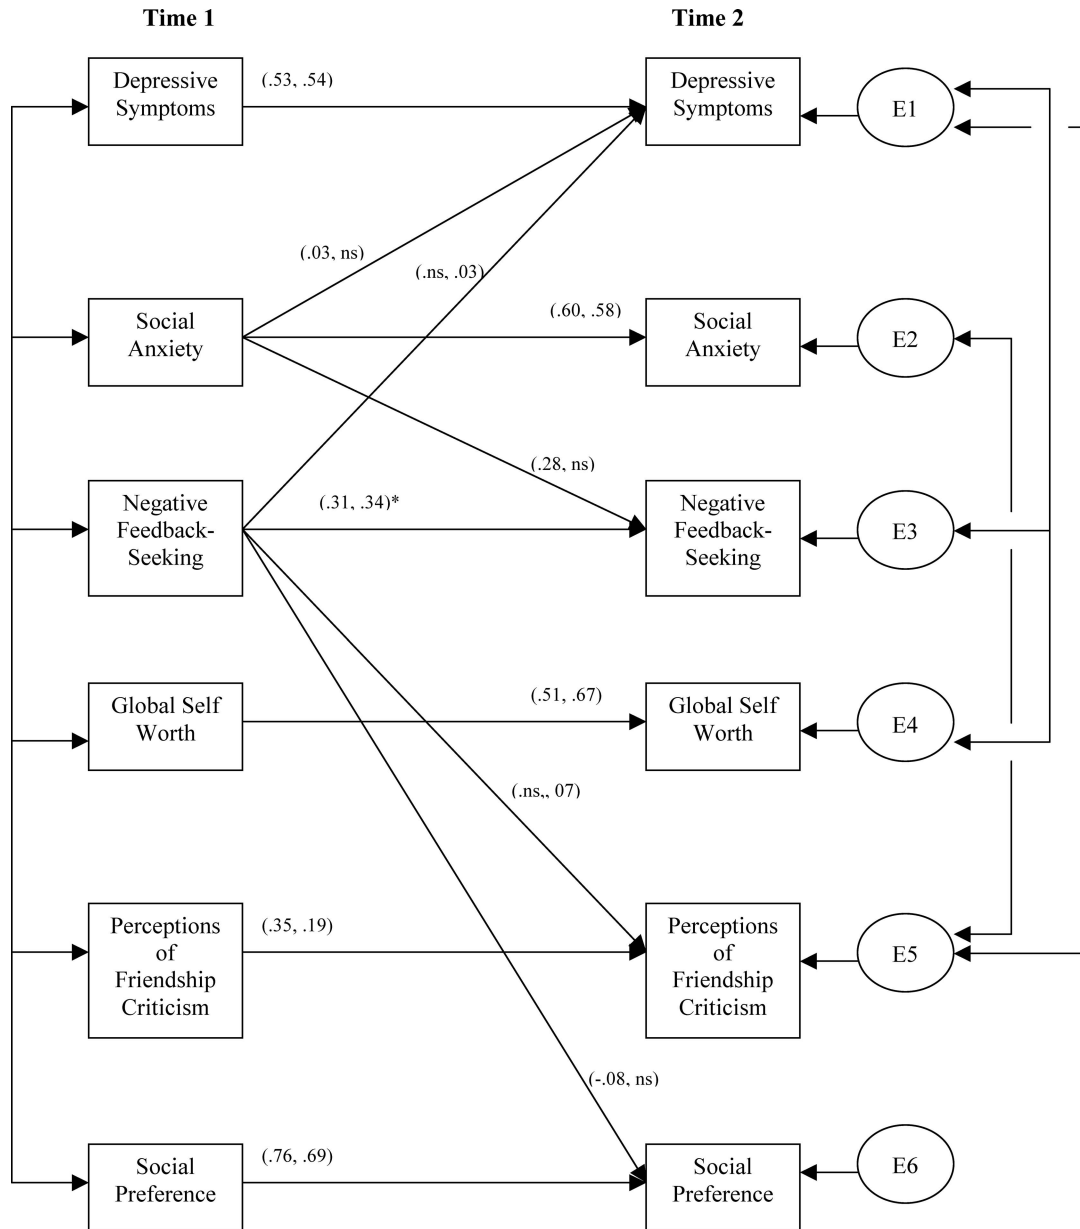 Time 1
Time 2
Depressive
Symptoms
(.53, .54)
Depressive
Symptoms
E1
(.03, ns)
(.ns, .03)
Social
Anxiety
(.60, .58)
Social
Anxiety
E2
(.28, ns)
Negative
Feedback-
Seeking
(.31, .34)*
Negative
Feedback-
Seeking
E3
Global Self
Worth
(.51, .67)
Global Self
Worth
E4
(.ns,, 07)
Perceptions
of
Friendship
Criticism
(.35, .19)
Perceptions
of
Friendship
Criticism
E5
(-.08, ns)
Social
Preference
(.76, .69)
Social
Preference
E6